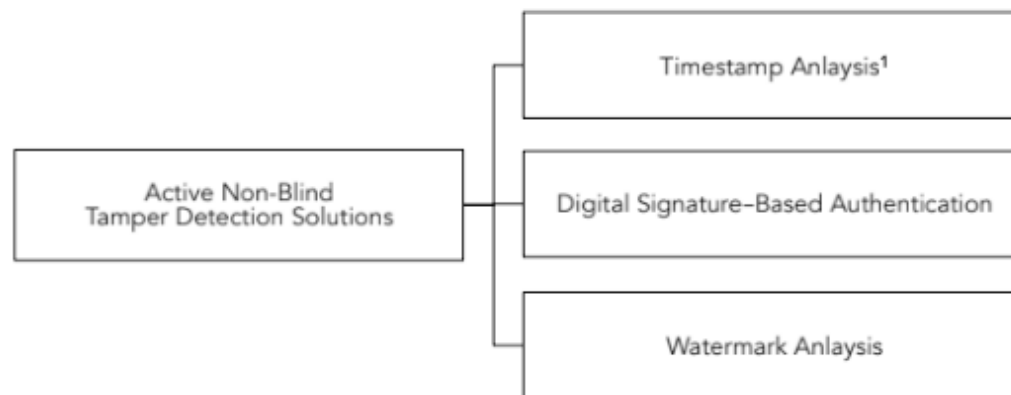 Timestamp Anlaysis¹
Active Non-Blind
Tamper Detection Solutions
Digital Signature–Based Authentication
Watermark Anlaysis